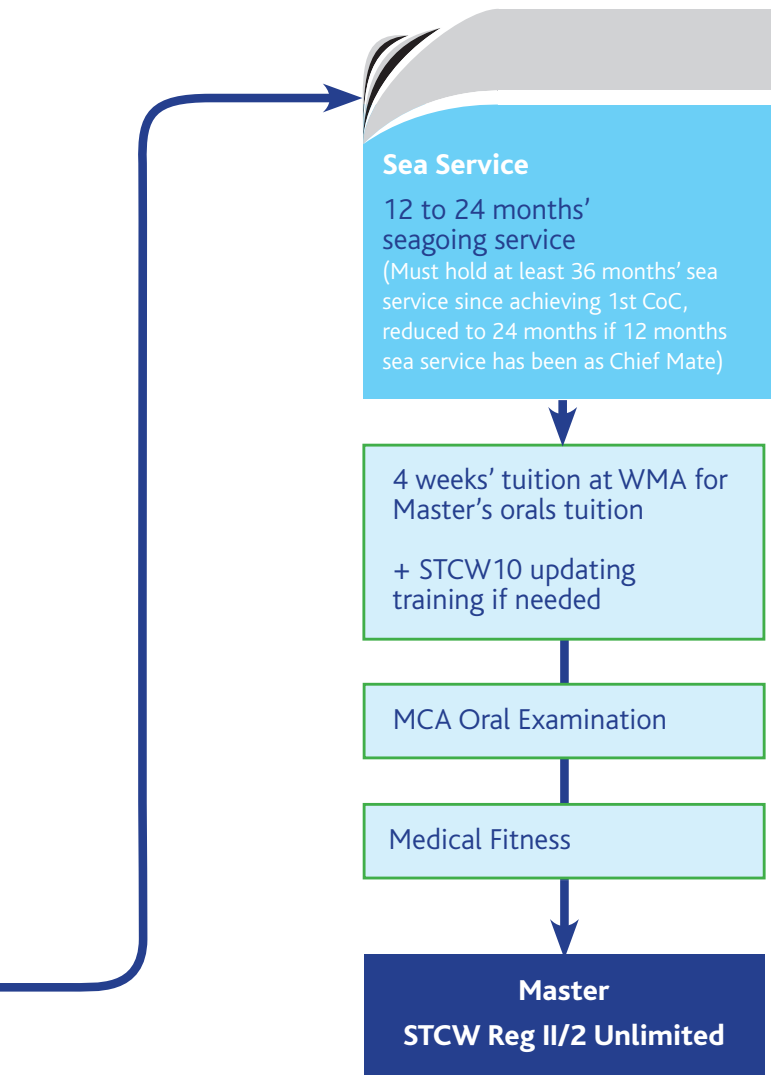 Sea Service
12 to 24 months’
seagoing service
(Must hold at least 36 months’ sea
service since achieving 1st CoC,
reduced to 24 months if 12 months
sea service has been as Chief Mate)
4 weeks’ tuition at WMA for
Master’s orals tuition
+ STCW10 updating
training if needed
MCA Oral Examination
Medical Fitness
Master
STCW Reg II/2 Unlimited